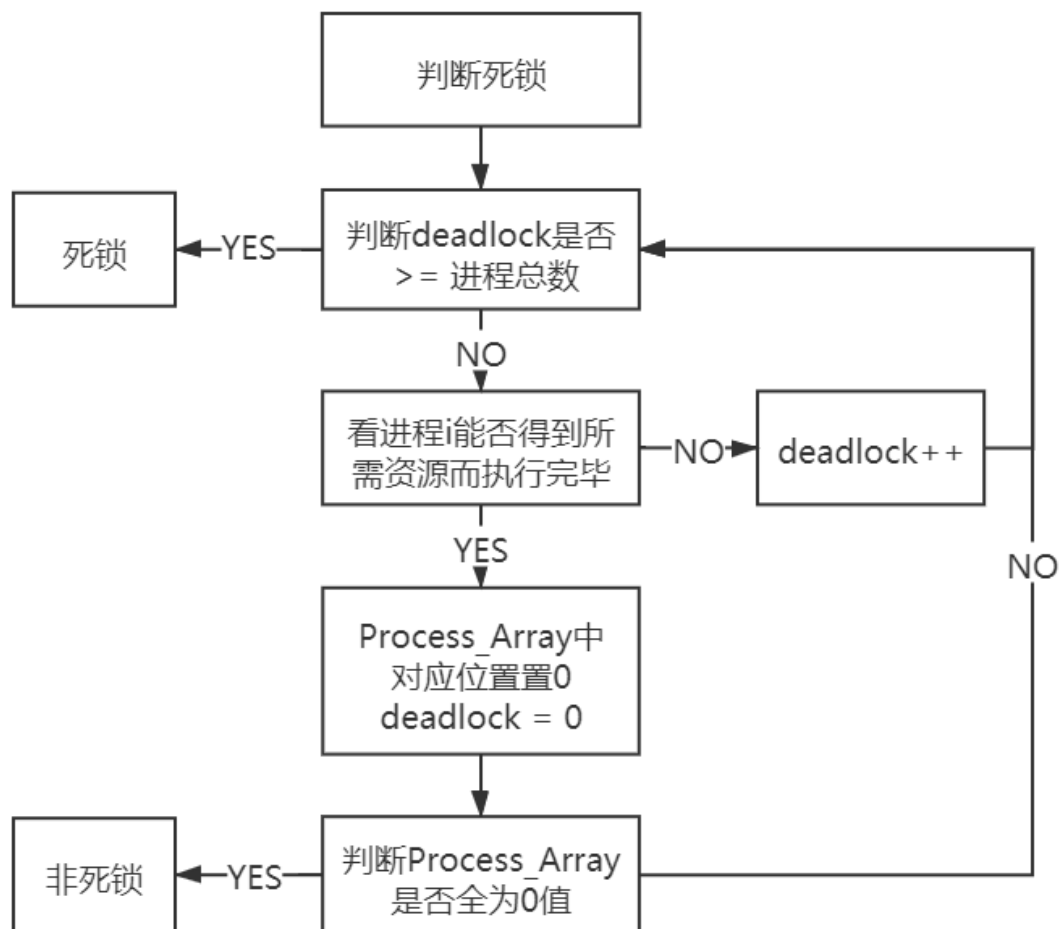 判断死锁
判断deadlock是否
>= 进程总数
YES
死锁
NO
看进程i能否得到所
需资源而执行完毕
NO
deadlock++
YES
NO
Process_Array中
对应位置置0
deadlock = 0
判断Process_Array
是否全为0值
YES
非死锁